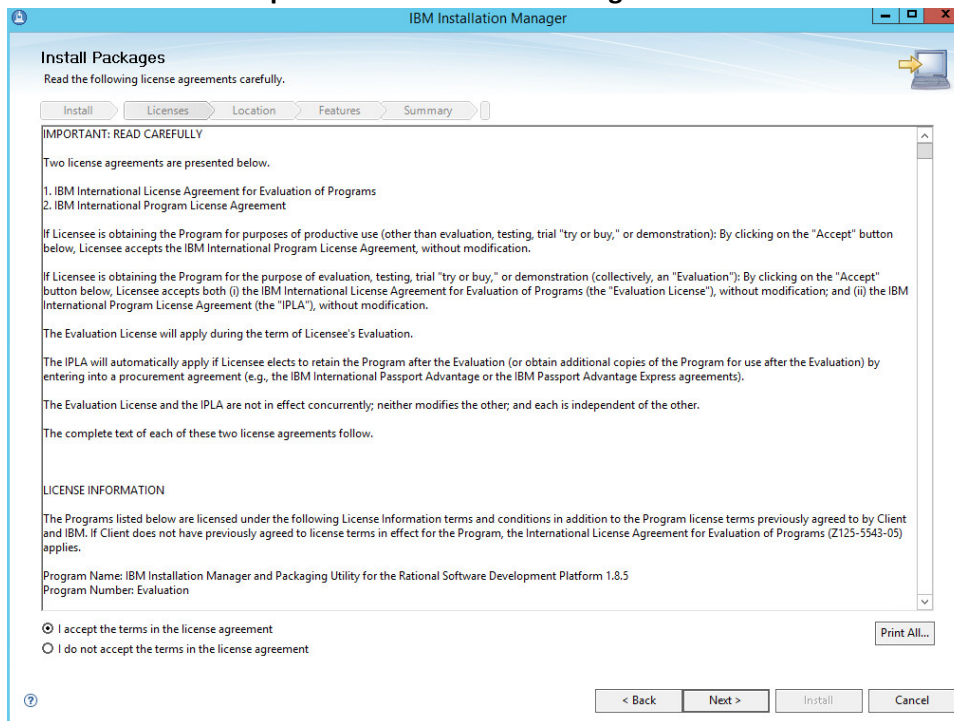 IBM Installation Manager
Install Packages
Read the following license agreements carefully.
Install Licenses Location Features Summary
IMPORTANT: READ CAREFULLY
Two license agreements are presented below.
1. IBM International License Agreement for Evaluation of Programs
2. IBM International Program License Agreement
If Licensee is obtaining the Program for purposes of productive use (other than evaluation, testing, trial "try or buy," or demonstration): By clicking on the "Accept" button
below, Licensee accepts the IBM International Program License Agreement, without modification.
If Licensee is obtaining the Program for the purpose of evaluation, testing, trial "try or buy," or demonstration (collectively, an "Evaluation"): By clicking on the "Accept"
button below, Licensee accepts both (i) the IBM International License Agreement for Evaluation of Programs (the "Evaluation License"), without modification; and (ii) the IBM
International Program License Agreement (the "IPLA"), without modification.
The Evaluation License will apply during the term of Licensee's Evaluation.
The IPLA will automatically apply if Licensee elects to retain the Program after the Evaluation (or obtain additional copies of the Program for use after the Evaluation) by
entering into a procurement agreement (e.g., the IBM International Passport Advantage or the IBM Passport Advantage Express agreements).
The Evaluation License and the IPLA are not in effect concurrently; neither modifies the other; and each is independent of the other.
The complete text of each of these two license agreements follow.
LICENSE INFORMATION
The Programs listed below are licensed under the following License Information terms and conditions in addition to the Program license terms previously agreed to by Client
and IBM. If Client does not have previously agreed to license terms in effect for the Program, the International License Agreement for Evaluation of Programs (Z125-5543-05)
applies.
Program Name: IBM Installation Manager and Packaging Utility for the Rational Software Development Platform 1.8.5
Program Number: Evaluation
I accept the terms in the license agreement
Print All...
I do not accept the terms in the license agreement
? < Back Next > Install Cancel